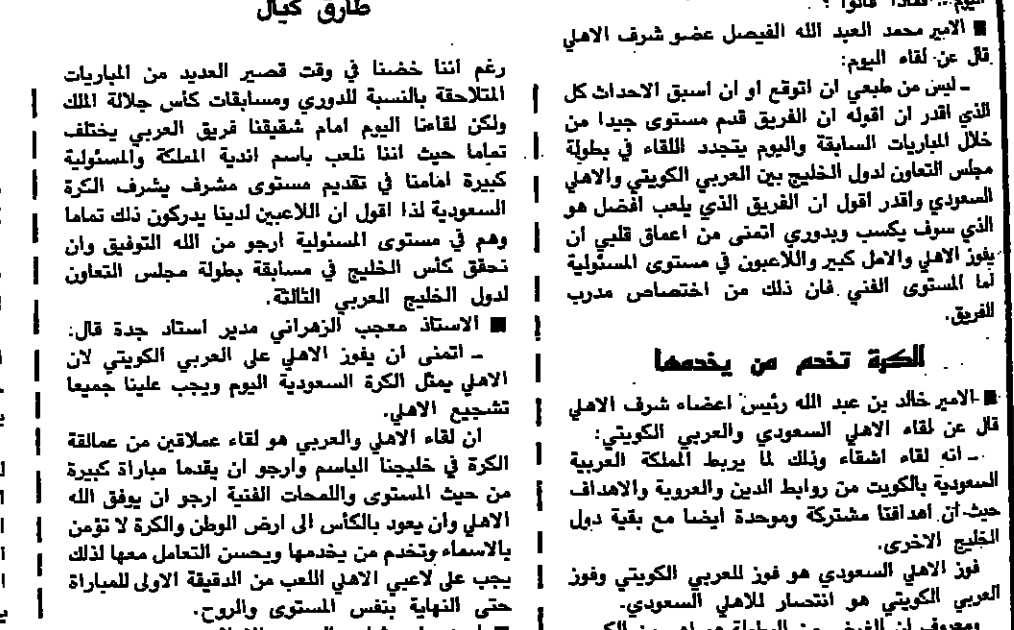 اليوم .. فماذا قالوا ؟ .
■ الامير محمد العبد الله الفيصل عضو شرف الاهلي
قال عن لقاء اليوم:
ـ ليس من طبعي ان اتوقع او ان اسبق الاحداث كل
الذي اقدر ان اقوله ان الفريق قدم مستوى جيدا من
خلال المباريات السابقة واليوم يتجدد اللقاء في بطولة
مجلس التعاون لدول الخليج بين العربي الكويتي والاهلي
السعودي واقدر اقول ان الفريق الذي يلعب افضل هو
الذي سوف يكسب وبدوري اتمنى من اعماق قلبي ان
يفوز الاهلي والامل كبير واللاعبون في مستوى المسئولية
اما المستوى الفني فان ذلك من اختصاص مدرب
الفريق.
الكرة تخدم من يخدمها
■ الامير خالد بن عبد الله رئيس اعضاء شرف الاهلي
قال عن لقاء الاهلي السعودي والعربي الكويتي:
ـ انه لقاء اشقاء وذلك لما يربط المملكة العربية
السعودية بالكويت من روابط الدين والعروبة والاهداف
حيث ان اهدافنا مشتركة وموحدة ايضا مع بقية دول
الخليج الاخرى.
فوز الاهلي السعودي هو فوز للعربي الكويتي وفوز
العربي الكويتي هو انتصار للاهلي السعودي.
طارق كيال
رغم اننا خضنا في وقت قصير العديد من المباريات
المتلاحقة بالنسبة للدوري ومسابقات كأس جلالة الملك
ولكن لقاءنا اليوم امام شقيقنا فريق العربي يختلف
تماما حيث اننا نلعب باسم اندية المملكة والمسئولية
كبيرة امامنا في تقديم مستوى مشرف يشرف الكرة
السعودية لذا اقول ان اللاعبين لدينا يدركون ذلك تماما
وهم في مستوى المسئولية ارجو من الله التوفيق وان
نحقق كأس الخليج في مسابقة بطولة مجلس التعاون
لدول الخليج العربي الثالثة.
■ الاستاذ معجب الزهراني مدير استاد جدة قال:
ـ اتمنى ان يفوز الاهلي على العربي الكويتي لان
الاهلي يمثل الكرة السعودية اليوم ويجب علينا جميعا
تشجيع الاهلي.
ان لقاء الاهلي والعربي هو لقاء عملاقين من عمالقة
الكرة في خليجنا الباسم وارجو ان يقدما مباراة كبيرة
من حيث المستوى واللمحات الفنية ارجو ان يوفق الله
الاهلي وان يعود بالكأس الى ارض الوطن والكرة لا تؤمن
بالاسماء وتخدم من يخدمها ويحسن التعامل معها لذلك
يجب على لاعبي الاهلي اللعب من الدقيقة الاولى للمباراة
حتى النهاية بنفس المستوى والروح.